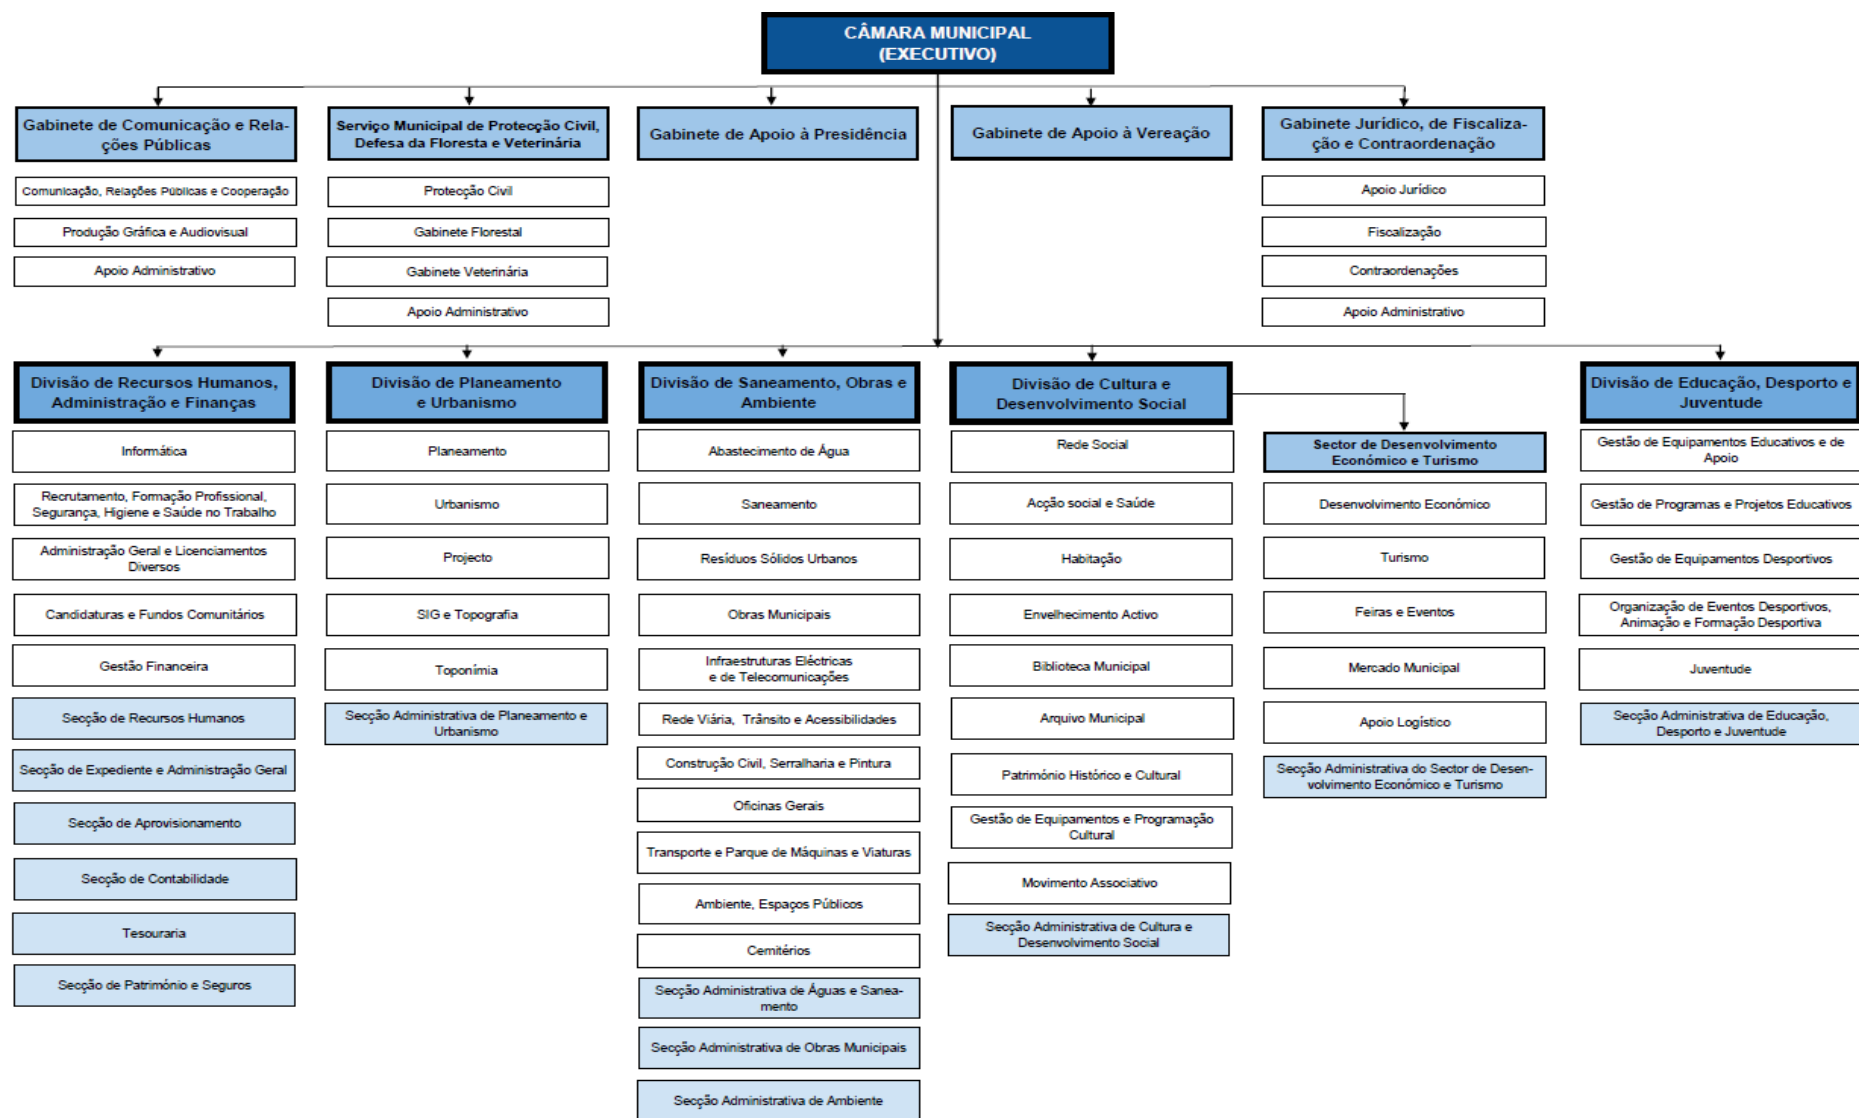 CÂMARA MUNICIPAL
(EXECUTIVO)
Gabinete de Comunicação e Rela-
ções Públicas
Comunicação, Relações Públicas e Cooperação
Produção Gráfica e Audiovisual
Apoio Administrativo
Serviço Municipal de Protecção Civil,
Defesa da Floresta e Veterinária
Protecção Civil
Gabinete Florestal
Gabinete Veterinária
Apoio Administrativo
Gabinete de Apoio à Presidência
Gabinete de Apoio à Vereação
Gabinete Jurídico, de Fiscaliza-
ção e Contraordenação
Apoio Jurídico
Fiscalização
Contraordenações
Apoio Administrativo
Divisão de Recursos Humanos,
Administração e Finanças
Informática
Recrutamento, Formação Profissional,
Segurança, Higiene e Saúde no Trabalho
Administração Geral e Licenciamentos
Diversos
Candidaturas e Fundos Comunitários
Gestão Financeira
Secção de Recursos Humanos
Secção de Expediente e Administração Geral
Secção de Aprovisionamento
Secção de Contabilidade
Tesouraria
Secção de Património e Seguros
Divisão de Planeamento
e Urbanismo
Planeamento
Urbanismo
Projecto
SIG e Topografia
Toponímia
Secção Administrativa de Planeamento e
Urbanismo
Divisão de Saneamento, Obras e
Ambiente
Abastecimento de Água
Saneamento
Resíduos Sólidos Urbanos
Obras Municipais
Infraestruturas Eléctricas
e de Telecomunicações
Rede Viária, Trânsito e Acessibilidades
Construção Civil, Serralharia e Pintura
Oficinas Gerais
Transporte e Parque de Máquinas e Viaturas
Ambiente, Espaços Públicos
Cemitérios
Secção Administrativa de Águas e Sanea-
mento
Secção Administrativa de Obras Municipais
Secção Administrativa de Ambiente
Divisão de Cultura e
Desenvolvimento Social
Rede Social
Acção social e Saúde
Habitação
Envelhecimento Activo
Biblioteca Municipal
Arquivo Municipal
Património Histórico e Cultural
Gestão de Equipamentos e Programação
Cultural
Movimento Associativo
Secção Administrativa de Cultura e
Desenvolvimento Social
Sector de Desenvolvimento
Económico e Turismo
Desenvolvimento Económico
Turismo
Feiras e Eventos
Mercado Municipal
Apoio Logístico
Secção Administrativa do Sector de Desen-
volvimento Económico e Turismo
Divisão de Educação, Desporto e
Juventude
Gestão de Equipamentos Educativos e de
Apoio
Gestão de Programas e Projetos Educativos
Gestão de Equipamentos Desportivos
Organização de Eventos Desportivos,
Animação e Formação Desportiva
Juventude
Secção Administrativa de Educação,
Desporto e Juventude